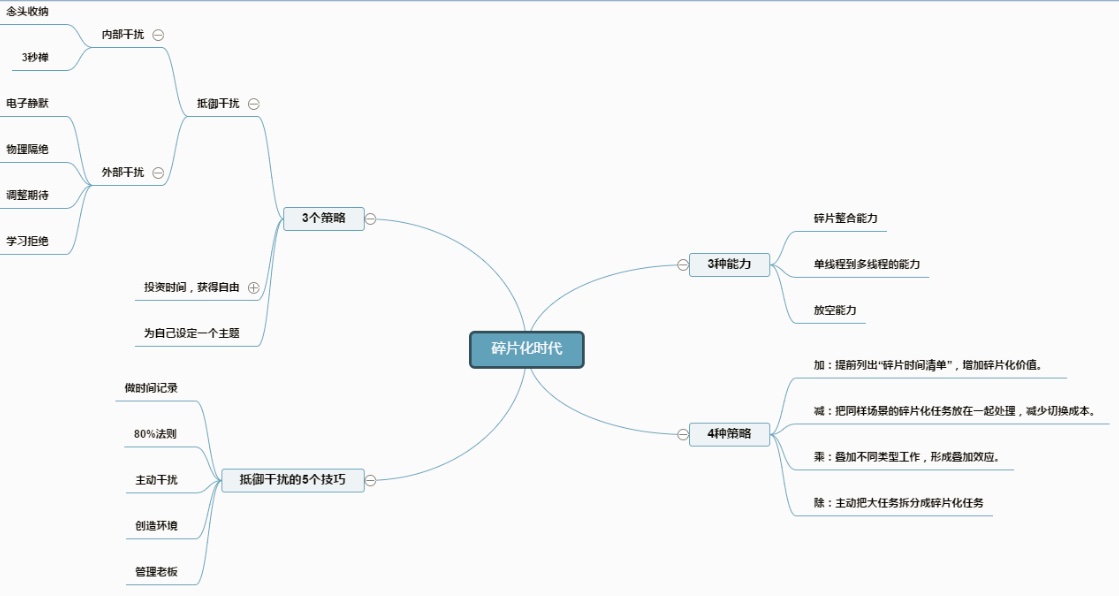 碎片化时代
3种能力
碎片整合能力
单线程到多线程的能力
放空能力
4种策略
加：提前列出“碎片时间清单”，增加碎片化价值。
减：把同样场景的碎片化任务放在一起处理，减少切换成本。
乘：叠加不同类型工作，形成叠加效应。
除：主动把大任务拆分成碎片化任务
3个策略
抵御干扰
内部干扰
念头收纳
3秒禅
外部干扰
电子静默
物理隔绝
调整期待
学习拒绝
投资时间，获得自由
为自己设定一个主题
抵御干扰的5个技巧
做时间记录
80%法则
主动干扰
创造环境
管理老板